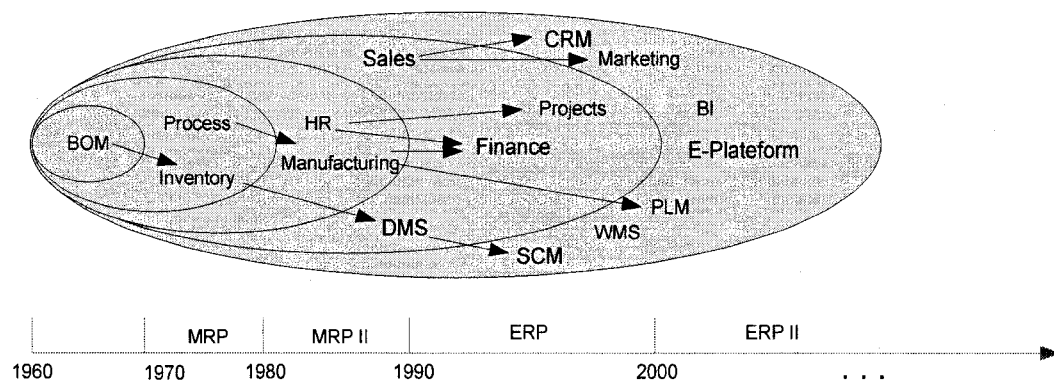 CRM
Sales
Marketing
Projects
BI
Process
HR
BOM
Finance
E-Plateform
Manufacturing
Inventory
PLM
DMS
WMS
SCM
MRP
MRP II
ERP
ERP II
1960
1970
1980
1990
2000
. . .